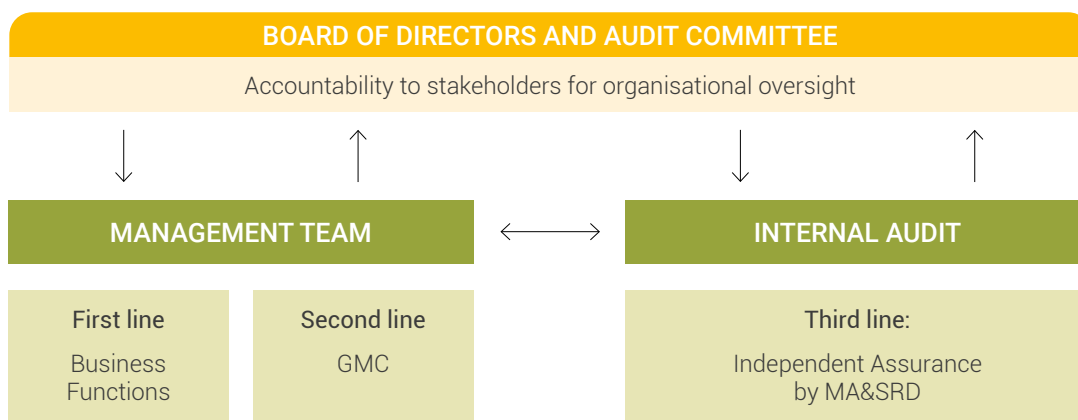 BOARD OF DIRECTORS AND AUDIT COMMITTEE
Accountability to stakeholders for organisational oversight
MANAGEMENT TEAM
INTERNAL AUDIT
First line
Business
Functions
Second line
GMC
Third line:
Independent Assurance
by MA&SRD